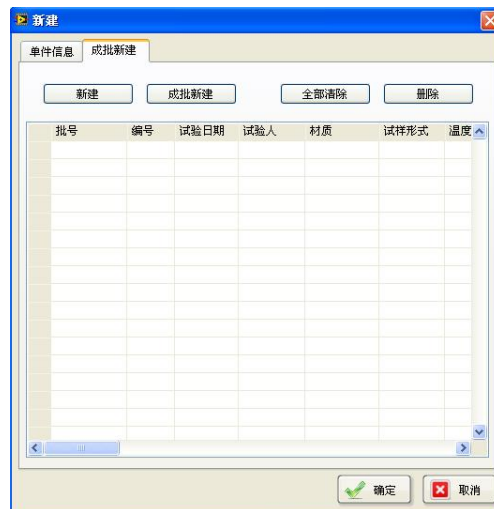 新建
单件信息 成批新建
新建 成批新建 全部清除 删除
批号 编号 试验日期 试验人 材质 试样形式 温度
确定 取消